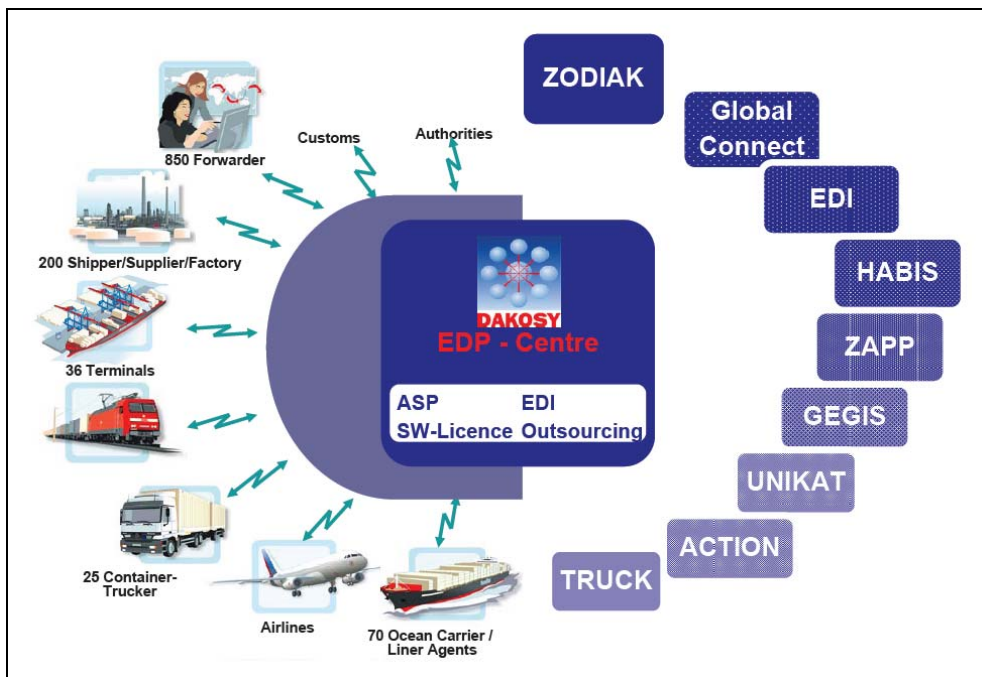 ZODIAK
Global
Connect
EDI
HABIS
ZAPP
GEGIS
UNIKAT
ACTION
TRUCK
Customs
Authorities
850 Forwarder
200 Shipper/Supplier/Factory
36 Terminals
25 Container-
Trucker
Airlines
70 Ocean Carrier /
Liner Agents
DAKOSY
EDP - Centre
ASP EDI
SW-Licence Outsourcing